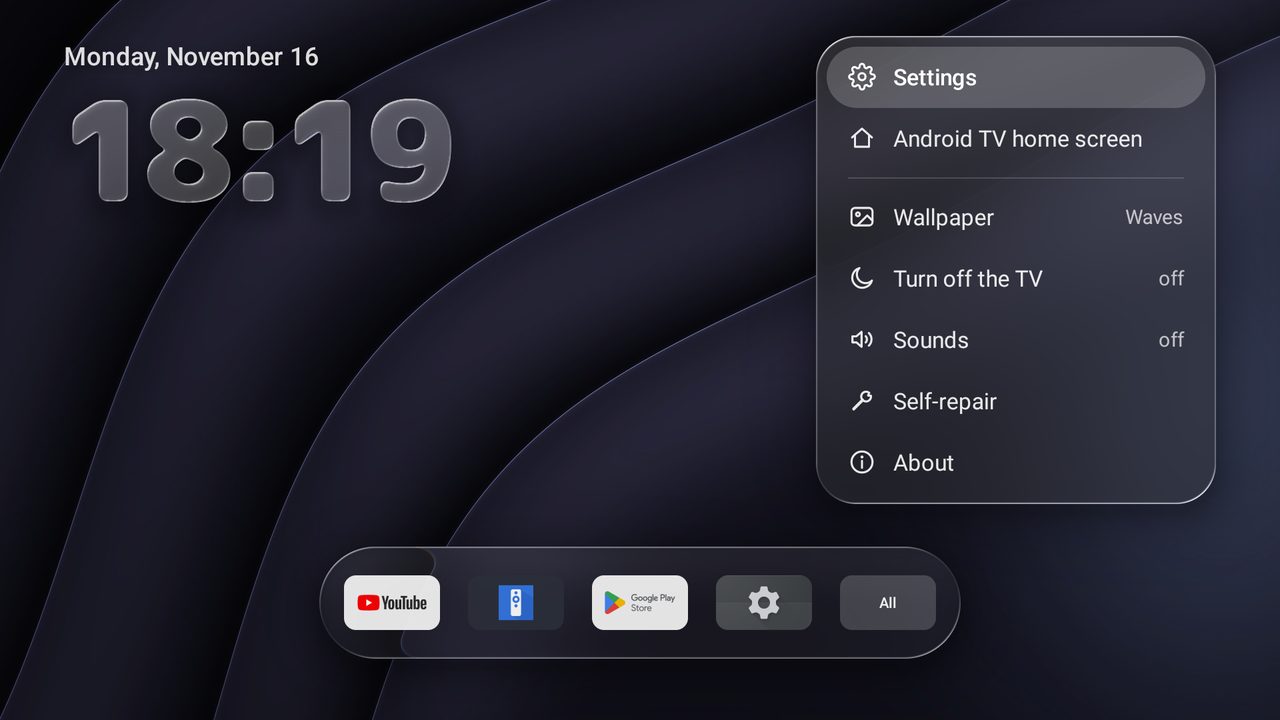 Monday, November 16
18:19
Settings
Android TV home screen
Wallpaper Waves
Turn off the TV off
Sounds off
Self-repair
About
YouTube
Google Play
Store
All